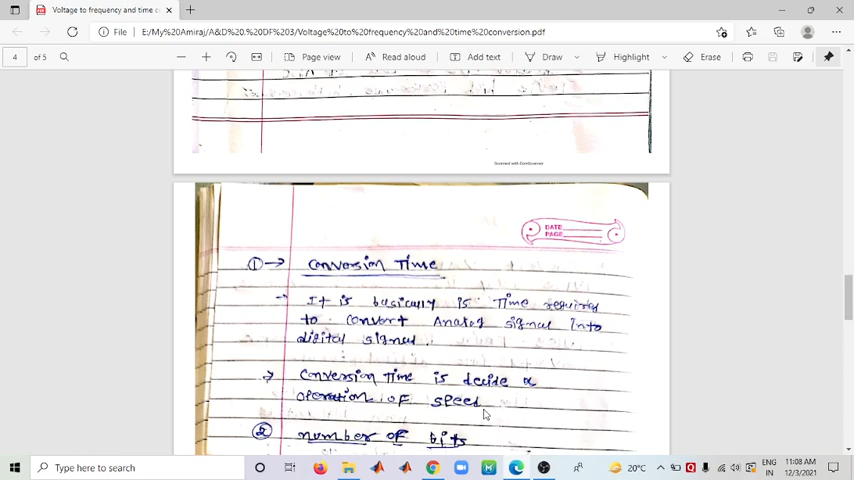 Voltage to frequency and time c
File
E:/My%20Amiraj/A&D%20.%20DF%203/Voltage%20to%20frequency%20and%20time%20conversion.pdf
4 of 5
Page view
Read aloud
Add text
Draw
Highlight
Erase
DATE
PAGE
① → Conversion Time
→ It is basically is Time required
to convert Analog signal into
digital signal.
→ Conversion Time is decide α
operation of speed
② number of bits
Type here to search
20°C
ENG
IN
11:08 AM
12/3/2021